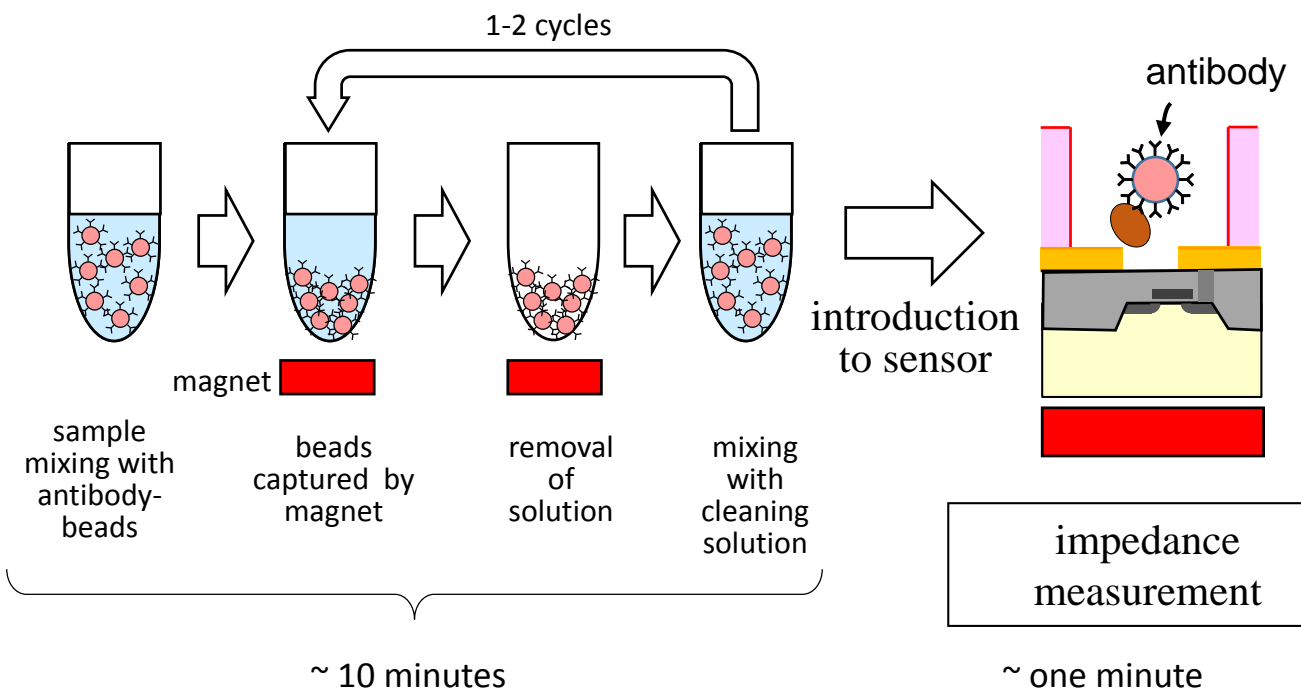 1-2 cycles
antibody
magnet
introduction
to sensor
sample
mixing with
antibody-
beads
beads
captured by
magnet
removal
of
solution
mixing
with
cleaning
solution
impedance
measurement
~ 10 minutes
~ one minute